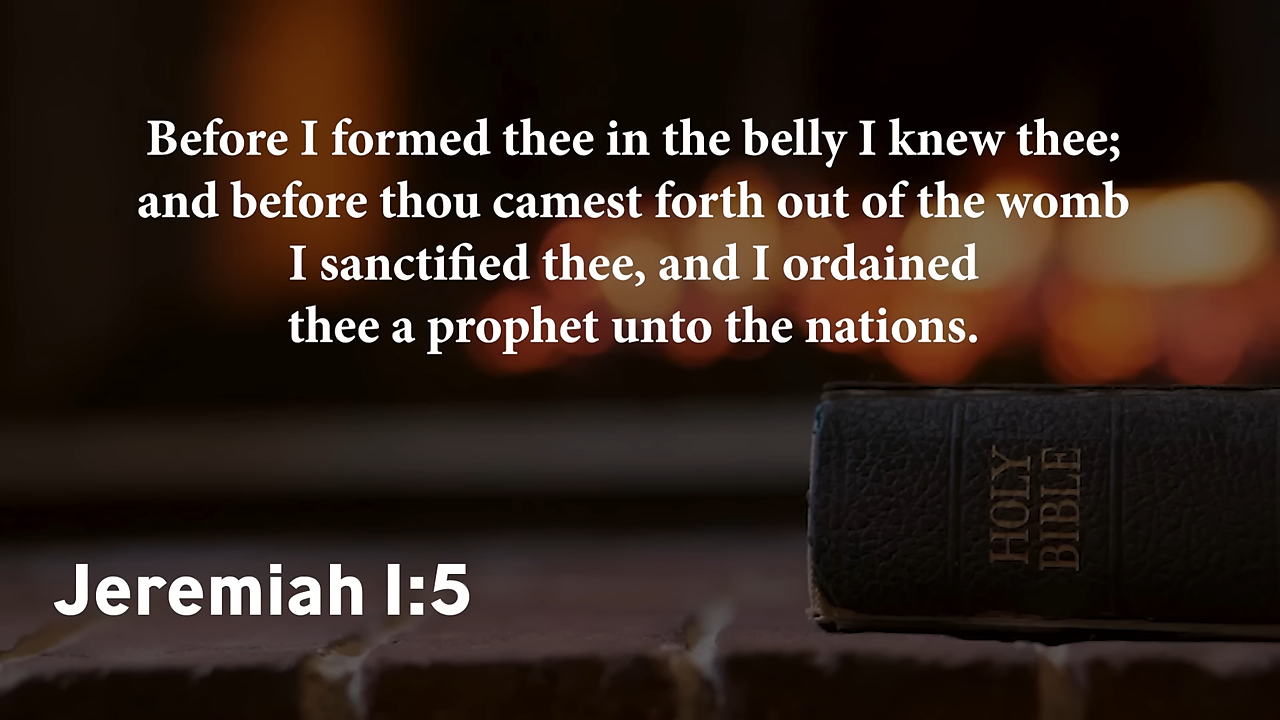 Before I formed thee in the belly I knew thee;
and before thou camest forth out of the womb
I sanctified thee, and I ordained
thee a prophet unto the nations.
HOLY
BIBLE
Jeremiah 1:5